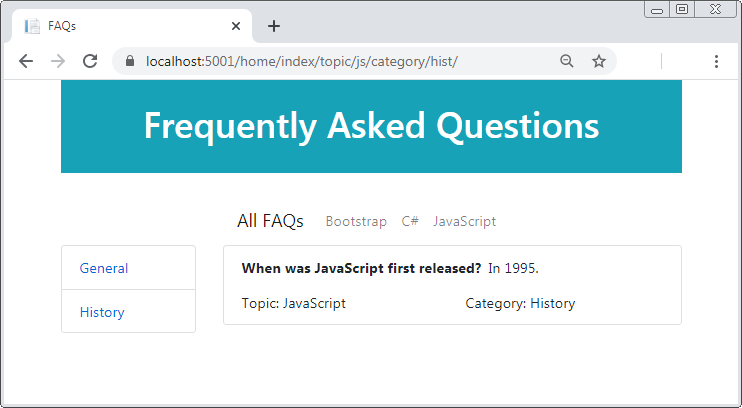 FAQs
localhost:5001/home/index/topic/js/category/hist/
Frequently Asked Questions
All FAQs Bootstrap C# JavaScript
General
History
When was JavaScript first released? In 1995.
Topic: JavaScript Category: History